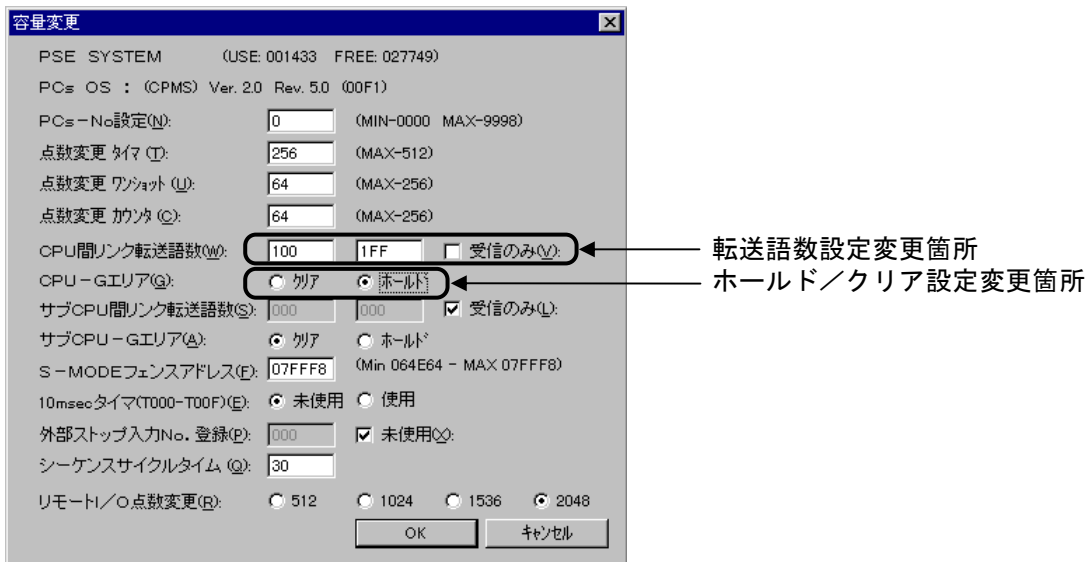 容量変更
PSE SYSTEM (USE: 001433 FREE: 027749)
PCs OS : (CPMS) Ver. 2.0 Rev. 5.0 (00F1)
PCs－No設定(N): 0 (MIN-0000 MAX-9998)
点数変更 ﾀｲﾏ (T): 256 (MAX-512)
点数変更 ﾜﾝｼｮｯﾄ (U): 64 (MAX-256)
点数変更 ｶｳﾝﾀ (C): 64 (MAX-256)
CPU間リンク転送語数(W): 100 1FF 受信のみ(V): 転送語数設定変更箇所
CPU－Gエリア(G): ｸﾘｱ ﾎｰﾙﾄﾞ ホールド／クリア設定変更箇所
サブCPU間リンク転送語数(S): 000 000 受信のみ(L):
サブCPU－Gエリア(A): ｸﾘｱ ﾎｰﾙﾄﾞ
S－MODEフェンスアドレス(F): 07FFF8 (Min 064E64 - MAX 07FFF8)
10msecタイマ(T000-T00F)(E): 未使用 使用
外部ストップ入力No. 登録(P): 000 未使用(X):
シーケンスサイクルタイム (Q): 30
リモートI／O点数変更(R): 512 1024 1536 2048
OK ｷｬﾝｾﾙ